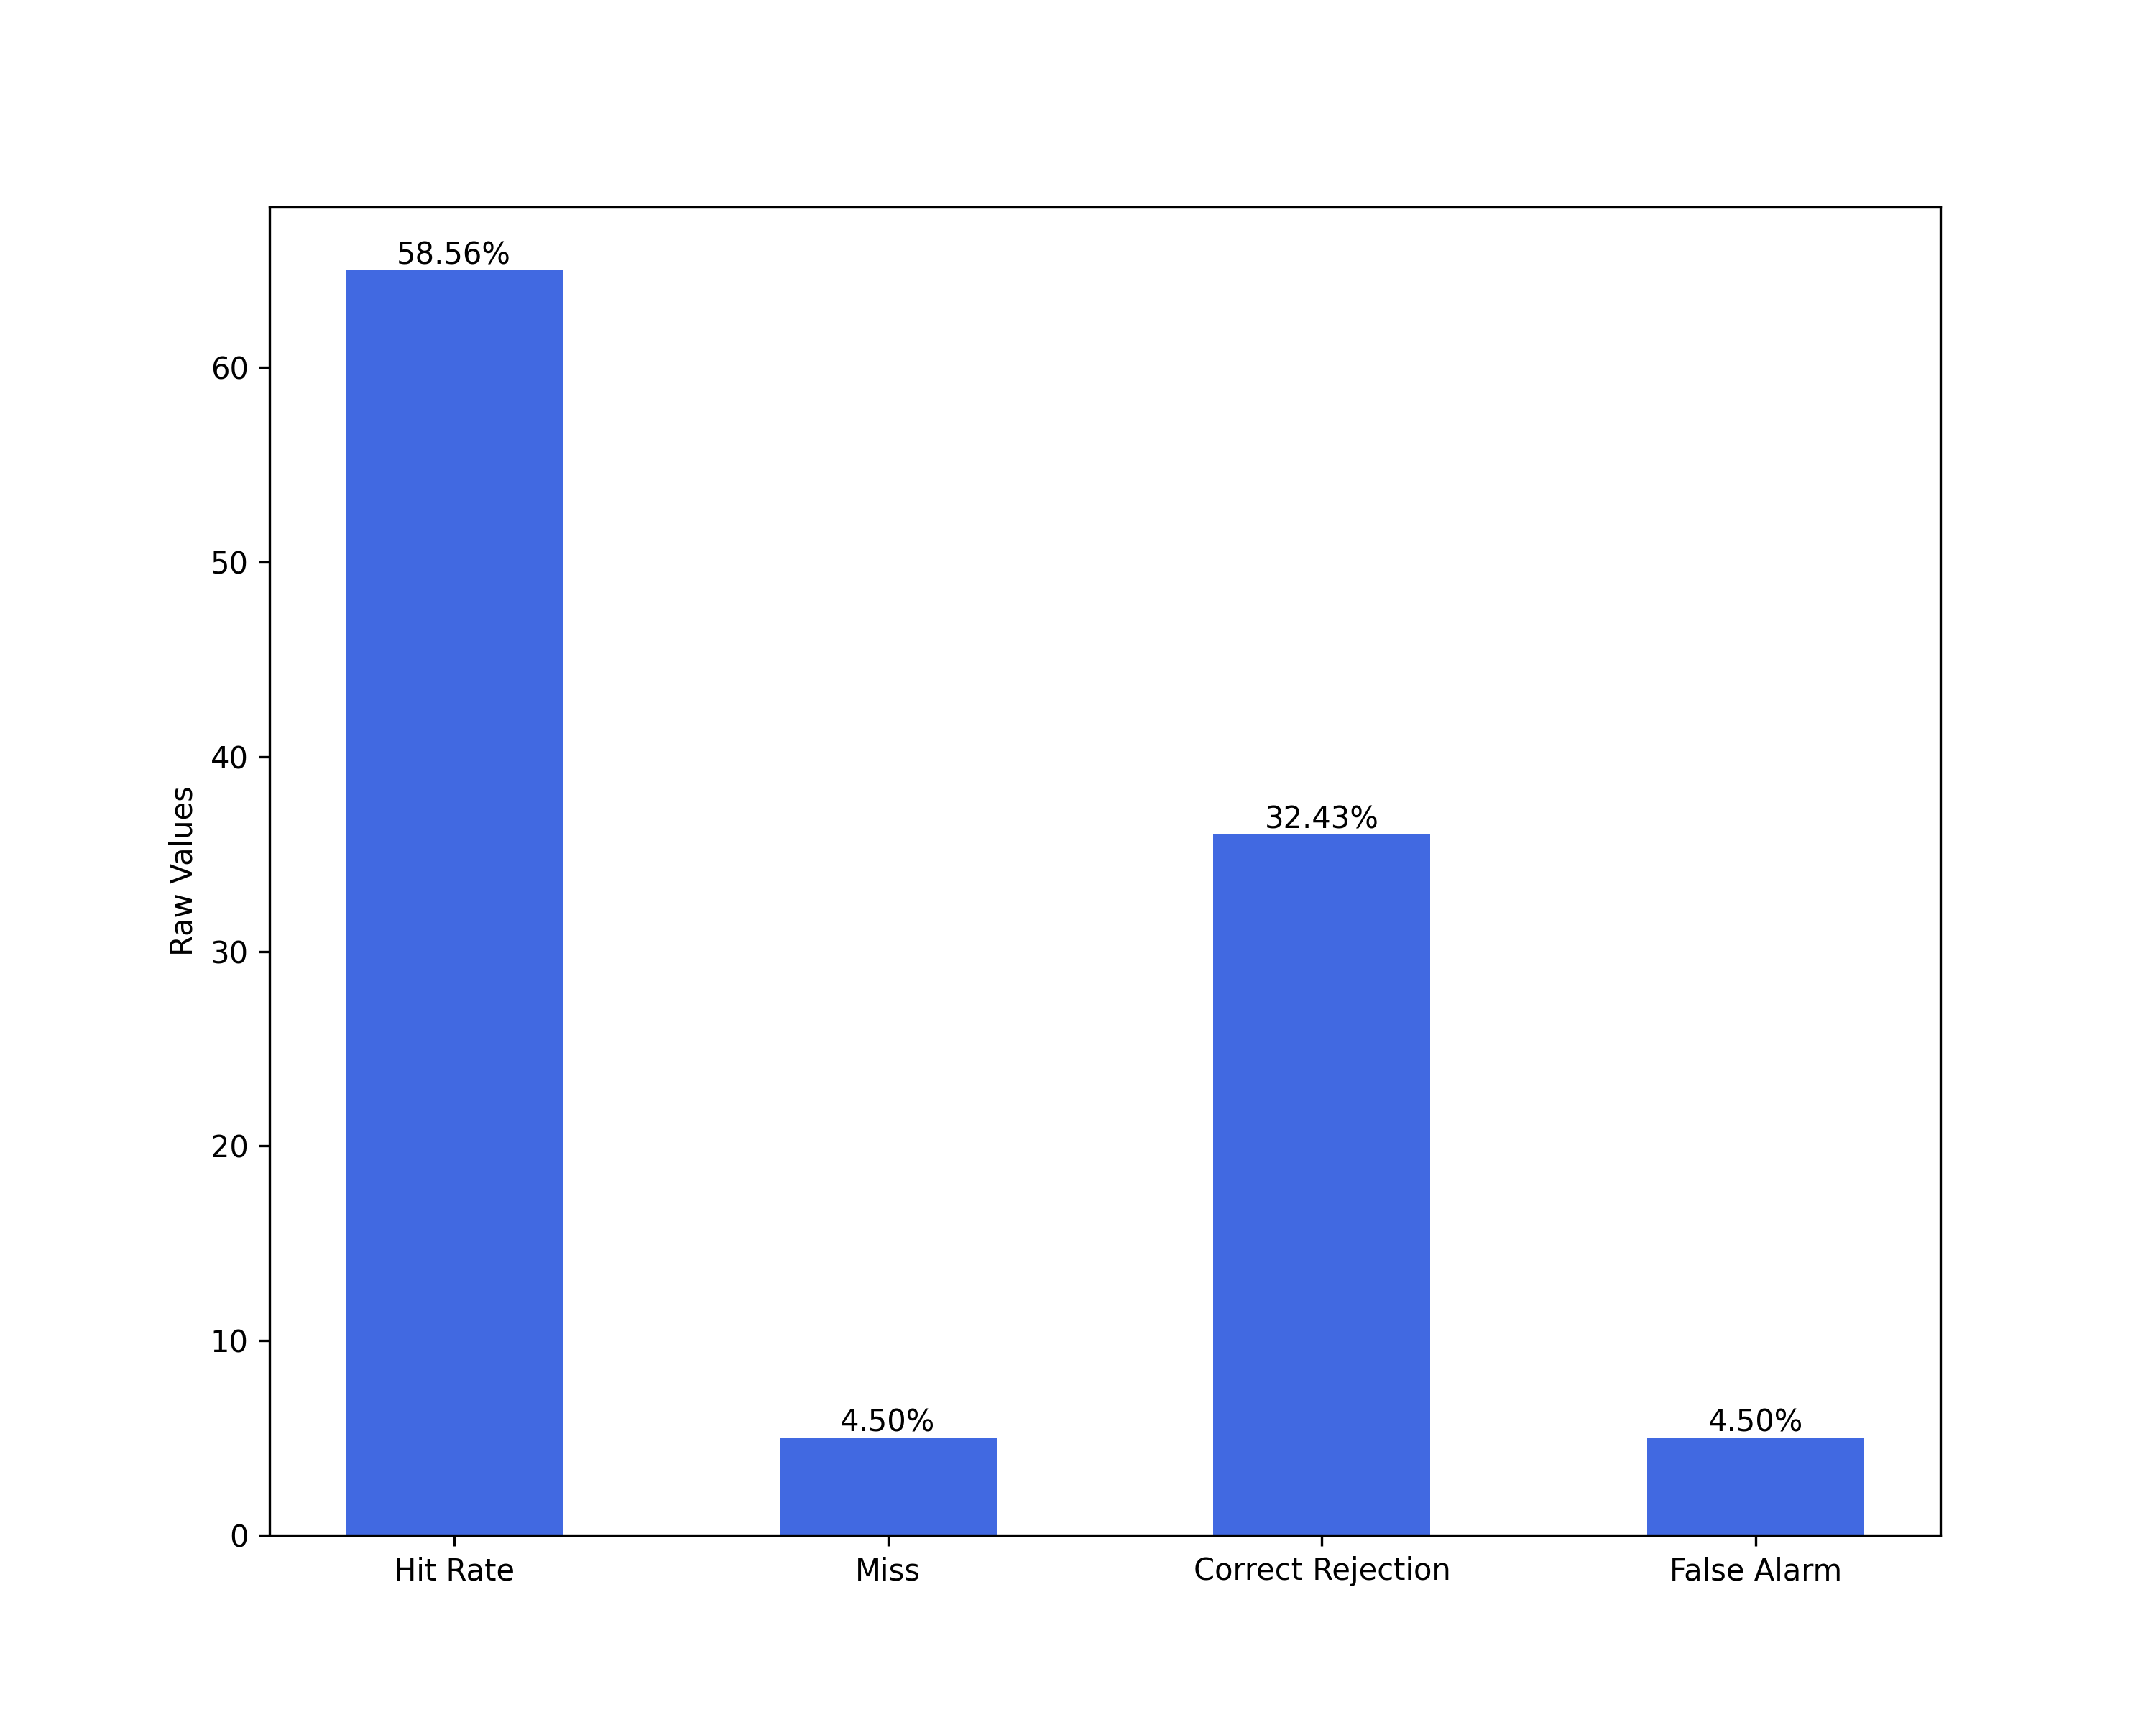 58.56%
60
50
40
32.43%
Raw Values
30
20
10
4.50%
4.50%
0
Hit Rate
Miss
Correct Rejection
False Alarm